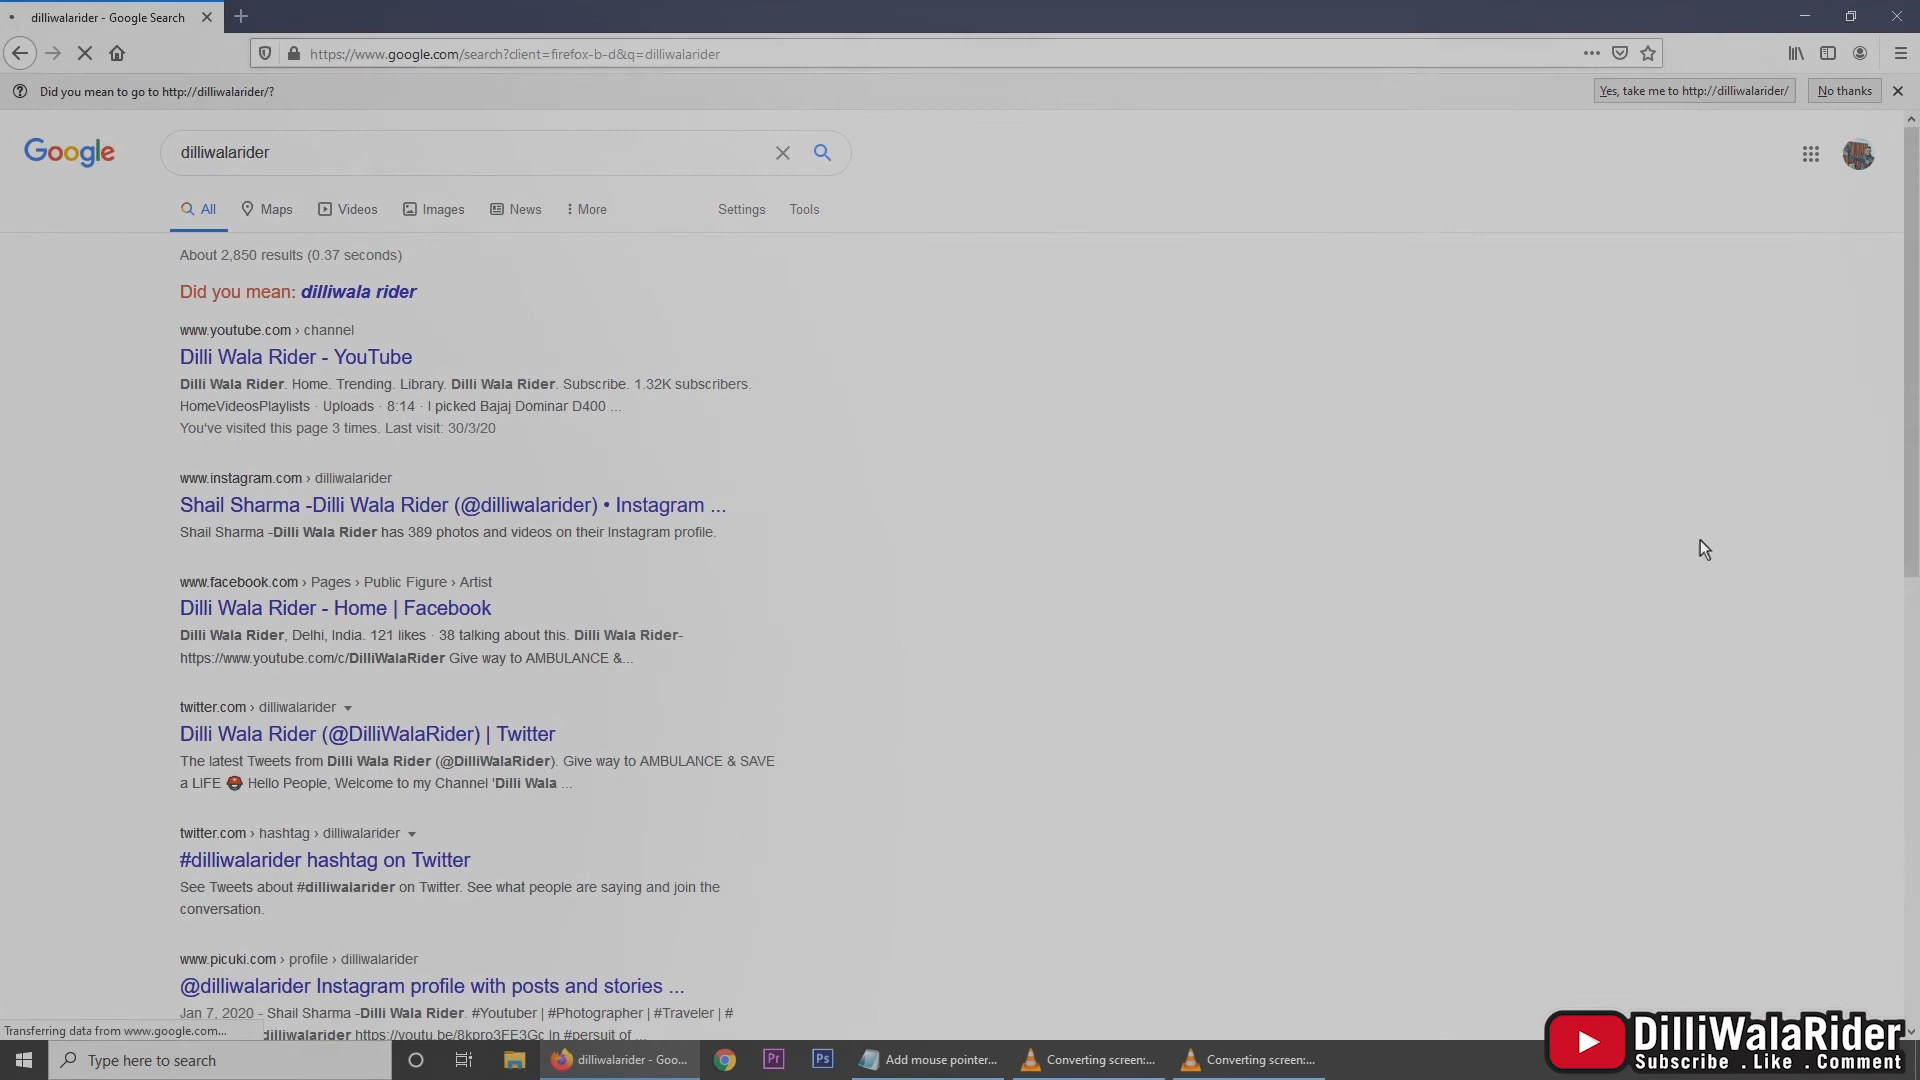 dilliwalarider - Google Search
https://www.google.com/search?client=firefox-b-d&q=dilliwalarider
Did you mean to go to http://dilliwalarider/?
Yes, take me to http://dilliwalarider/
No thanks
Google
dilliwalarider
All
Maps
Videos
Images
News
More
Settings
Tools
About 2,850 results (0.37 seconds)
Did you mean: dilliwala rider
www.youtube.com › channel
Dilli Wala Rider - YouTube
Dilli Wala Rider. Home. Trending. Library. Dilli Wala Rider. Subscribe. 1.32K subscribers.
HomeVideosPlaylists · Uploads · 8:14 · I picked Bajaj Dominar D400 ...
You've visited this page 3 times. Last visit: 30/3/20
www.instagram.com › dilliwalarider
Shail Sharma -Dilli Wala Rider (@dilliwalarider) • Instagram ...
Shail Sharma -Dilli Wala Rider has 389 photos and videos on their Instagram profile.
www.facebook.com › Pages › Public Figure › Artist
Dilli Wala Rider - Home | Facebook
Dilli Wala Rider, Delhi, India. 121 likes · 38 talking about this. Dilli Wala Rider-
https://www.youtube.com/c/DilliWalaRider Give way to AMBULANCE &...
twitter.com › dilliwalarider
Dilli Wala Rider (@DilliWalaRider) | Twitter
The latest Tweets from Dilli Wala Rider (@DilliWalaRider). Give way to AMBULANCE & SAVE
a LIFE Hello People, Welcome to my Channel 'Dilli Wala ...
twitter.com › hashtag › dilliwalarider
#dilliwalarider hashtag on Twitter
See Tweets about #dilliwalarider on Twitter. See what people are saying and join the
conversation.
www.picuki.com › profile › dilliwalarider
@dilliwalarider Instagram profile with posts and stories ...
Jan 7, 2020 - Shail Sharma -Dilli Wala Rider. #Youtuber | #Photographer | #Traveler | #
dilliwalarider https://youtu.be/8kpro3FE3Gc In #persuit of ...
Transferring data from www.google.com...
Type here to search
dilliwalarider - Goo...
Pr
Ps
Add mouse pointer...
Converting screen:...
Converting screen:...
DilliWalaRider
Subscribe . Like . Comment